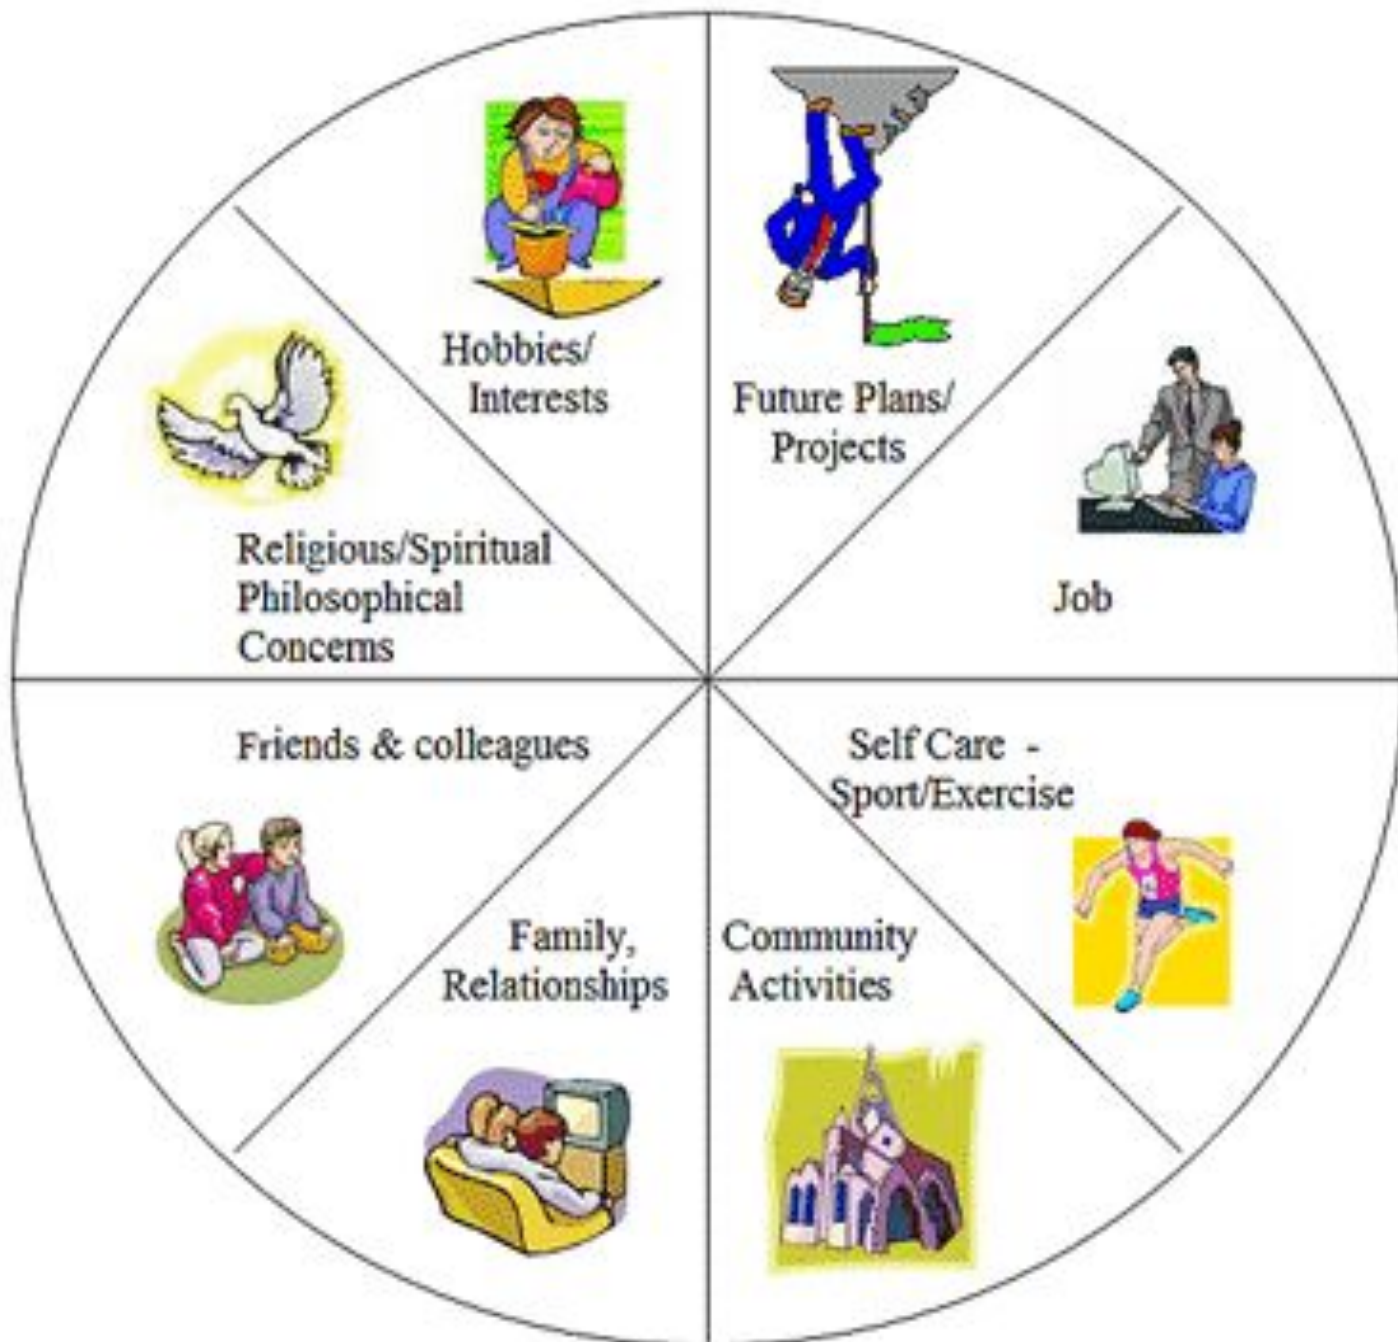 Hobbies/
Interests
Future Plans/
Projects
Religious/Spiritual
Philosophical
Concerns
Job
Friends & colleagues
Self Care -
Sport/Exercise
Family,
Relationships
Community
Activities